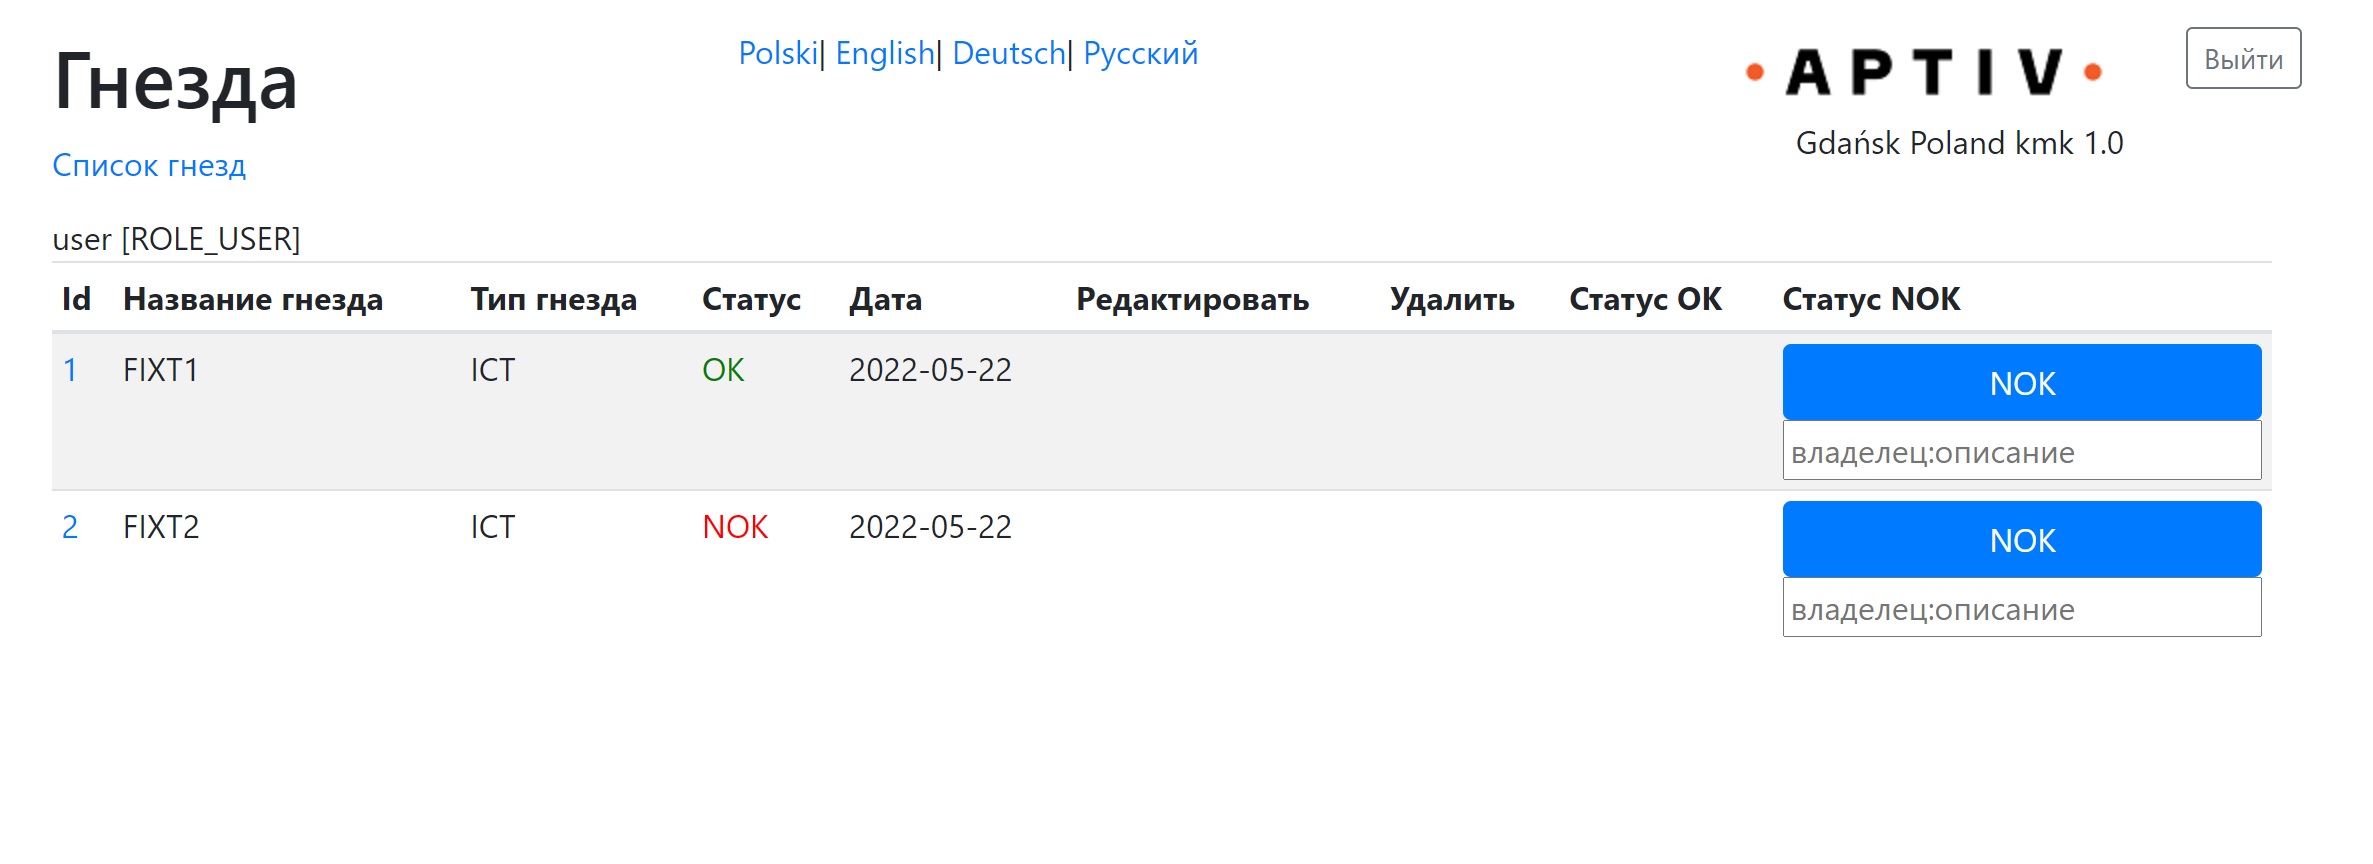 Гнезда
Polski| English| Deutsch| Русский
APTIV
Выйти
Gdańsk Poland kmk 1.0
Список гнезд
user [ROLE_USER]
Id Название гнезда Тип гнезда Статус Дата Редактировать Удалить Статус OK Статус NOK
1 FIXT1 ICT OK 2022-05-22 NOK
владелец:описание
2 FIXT2 ICT NOK 2022-05-22 NOK
владелец:описание